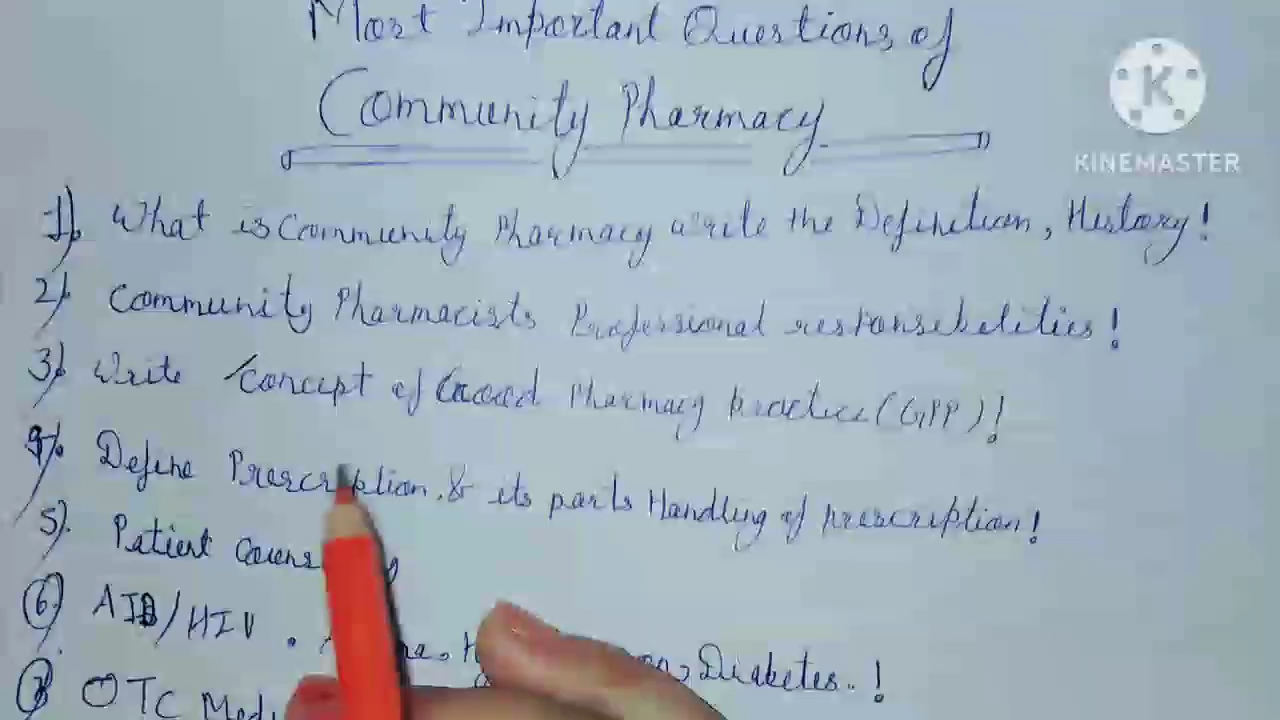 Most Important Questions of
Community Pharmacy
KINEMASTER
1) What is Community Pharmacy write the Definition, History!
2) Community Pharmacists Professional responsibilities!
3) Write concept of Good Pharmacy practice (GPP)!
4) Define Prescription, & its parts Handling of prescription!
5) Patient
6) AIDS/HIV , Diabetes.!
7) OTC